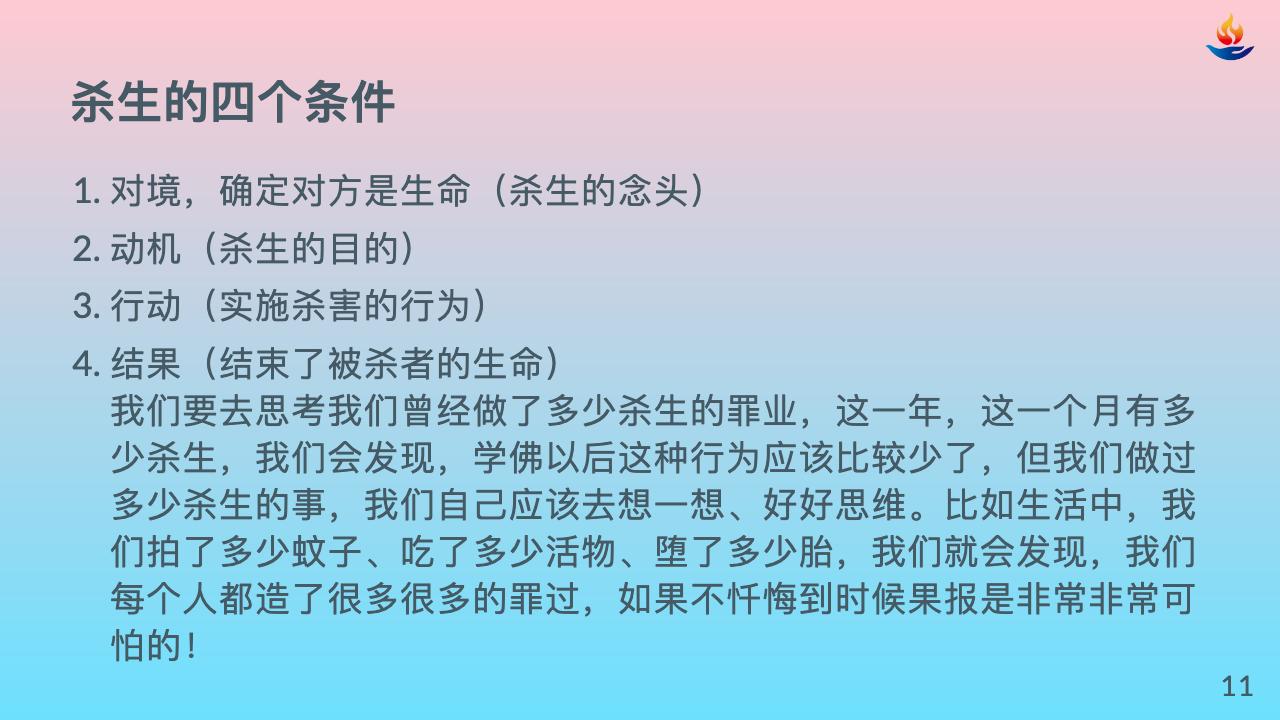 杀生的四个条件
1. 对境，确定对方是生命（杀生的念头）
2. 动机（杀生的目的）
3. 行动（实施杀害的行为）
4. 结果（结束了被杀者的生命）
我们要去思考我们曾经做了多少杀生的罪业，这一年，这一个月有多
少杀生，我们会发现，学佛以后这种行为应该比较少了，但我们做过
多少杀生的事，我们自己应该去想一想、好好思维。比如生活中，我
们拍了多少蚊子、吃了多少活物、堕了多少胎，我们就会发现，我们
每个人都造了很多很多的罪过，如果不忏悔到时候果报是非常非常可
怕的！
11